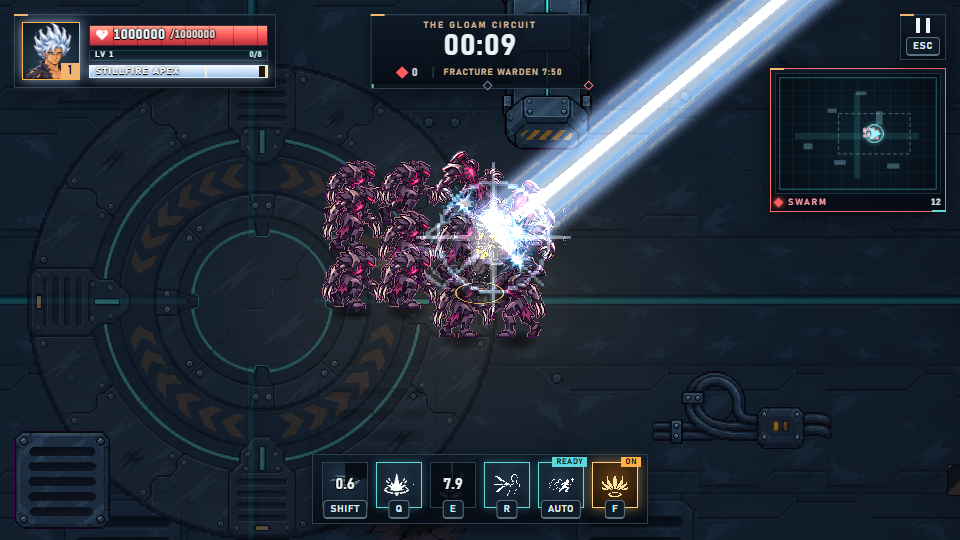 1000000 /1000000
LV 1
0/8
STILLFIRE APEX
1
THE GLOAM CIRCUIT
00:09
0
FRACTURE WARDEN 7:50
ESC
SWARM
12
0.6
SHIFT
Q
7.9
E
R
READY
AUTO
ON
F